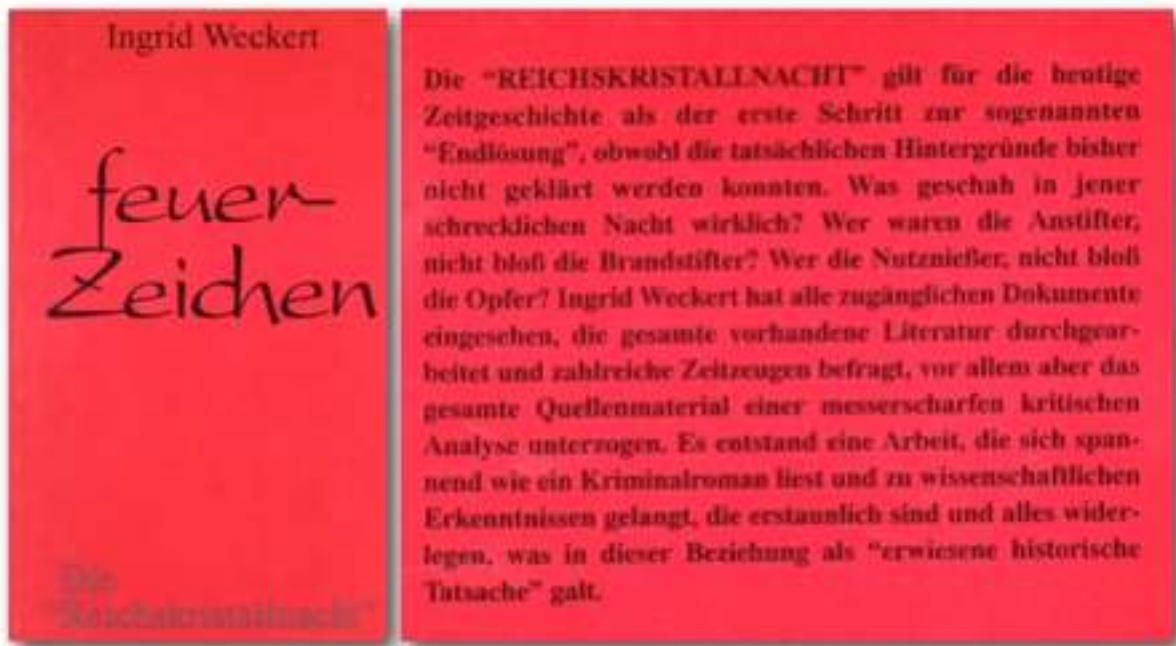 Ingrid Weckert
feuer-
Zeichen
Die
"Reichskristallnacht"
Die "REICHSKRISTALLNACHT" gilt für die heutige
Zeitgeschichte als der erste Schritt zur sogenannten
"Endlösung", obwohl die tatsächlichen Hintergründe bisher
nicht geklärt werden konnten. Was geschah in jener
schrecklichen Nacht wirklich? Wer waren die Anstifter,
nicht bloß die Brandstifter? Wer die Nutznießer, nicht bloß
die Opfer? Ingrid Weckert hat alle zugänglichen Dokumente
eingesehen, die gesamte vorhandene Literatur durchgear-
beitet und zahlreiche Zeitzeugen befragt, vor allem aber das
gesamte Quellenmaterial einer messerscharfen kritischen
Analyse unterzogen. Es entstand eine Arbeit, die sich span-
nend wie ein Kriminalroman liest und zu wissenschaftlichen
Erkenntnissen gelangt, die erstaunlich sind und alles wider-
legen, was in dieser Beziehung als "erwiesene historische
Tatsache" galt.